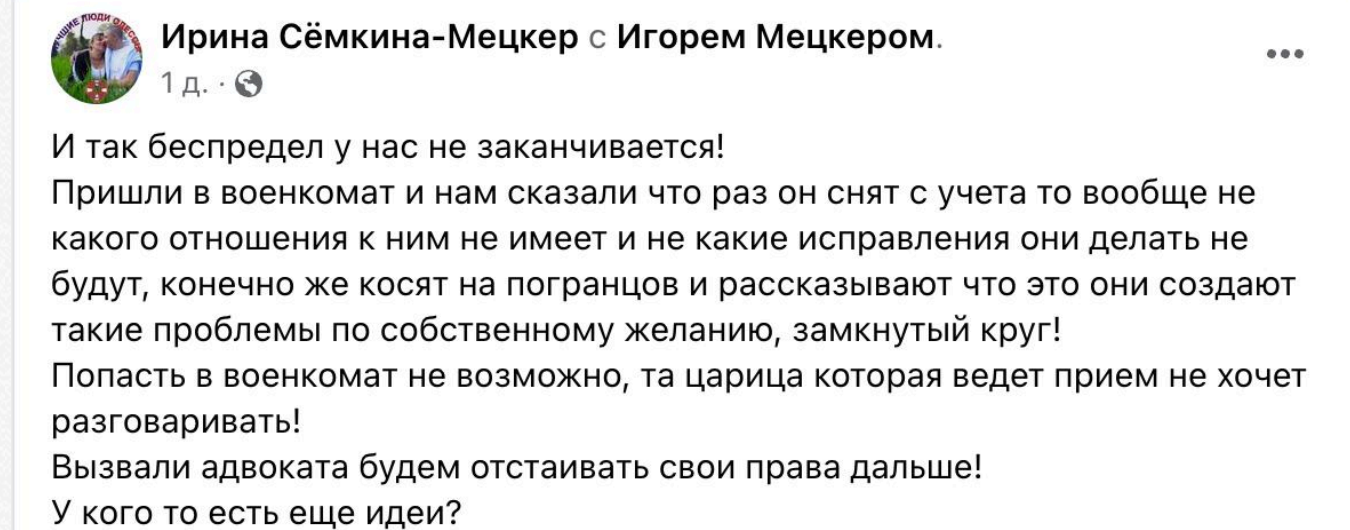 ЛУЧШИЕ ЛЮДИ ОДЕССЫ
Ирина Сёмкина-Мецкер с Игорем Мецкером.
1 д. ·
И так беспредел у нас не заканчивается!
Пришли в военкомат и нам сказали что раз он снят с учета то вообще не
какого отношения к ним не имеет и не какие исправления они делать не
будут, конечно же косят на погранцов и рассказывают что это они создают
такие проблемы по собственному желанию, замкнутый круг!
Попасть в военкомат не возможно, та царица которая ведет прием не хочет
разговаривать!
Вызвали адвоката будем отстаивать свои права дальше!
У кого то есть еще идеи?